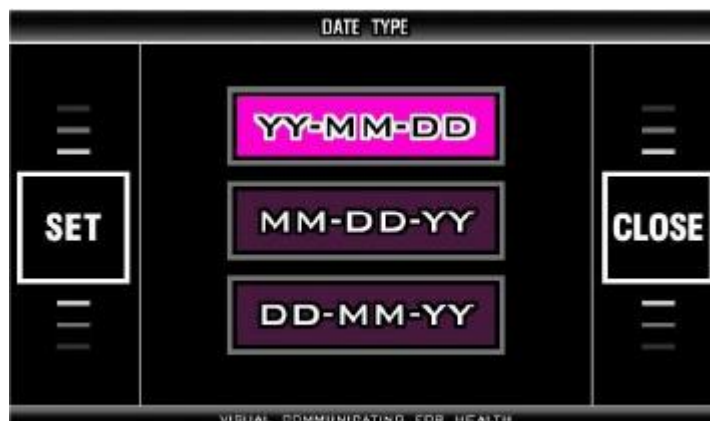 DATE TYPE
YY-MM-DD
SET
MM-DD-YY
CLOSE
DD-MM-YY
VISUAL COMMUNICATING FOR HEALTH